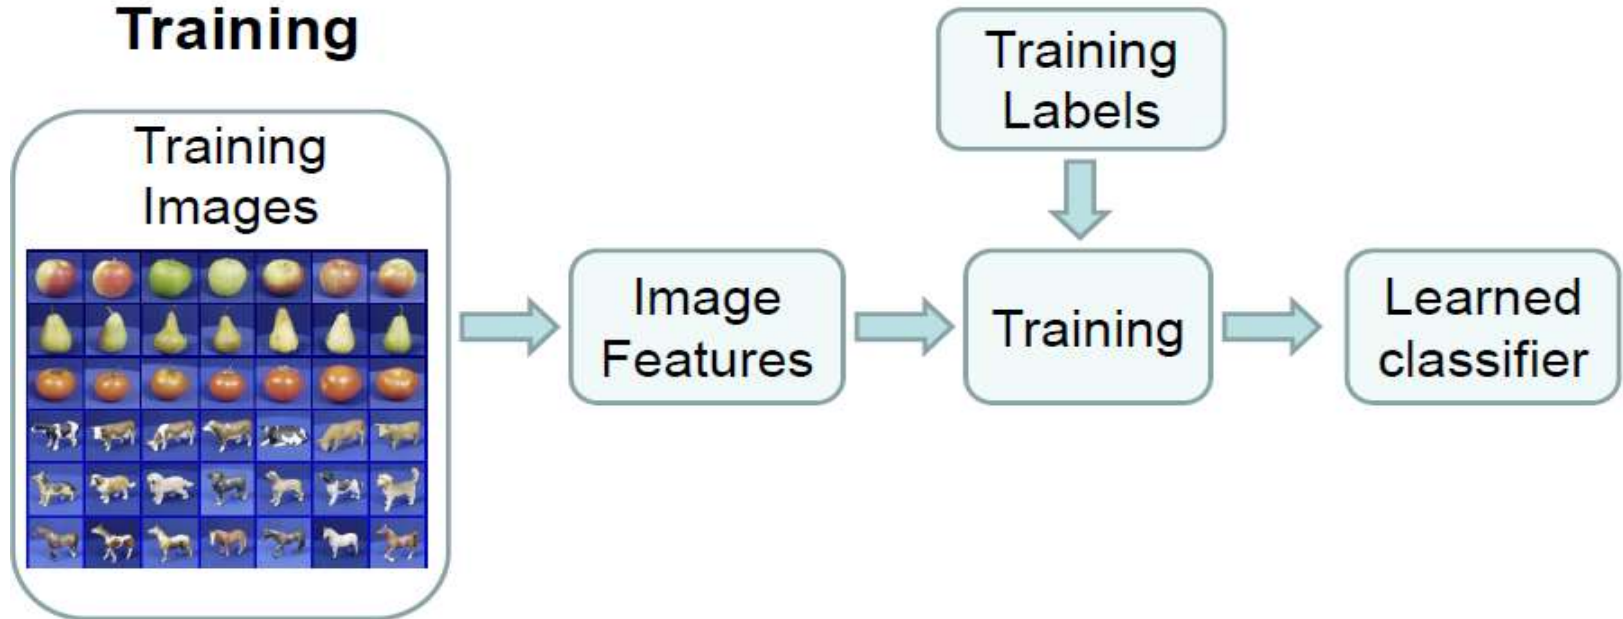 Training
Training
Images
Image
Features
Training
Labels
Training
Learned
classifier